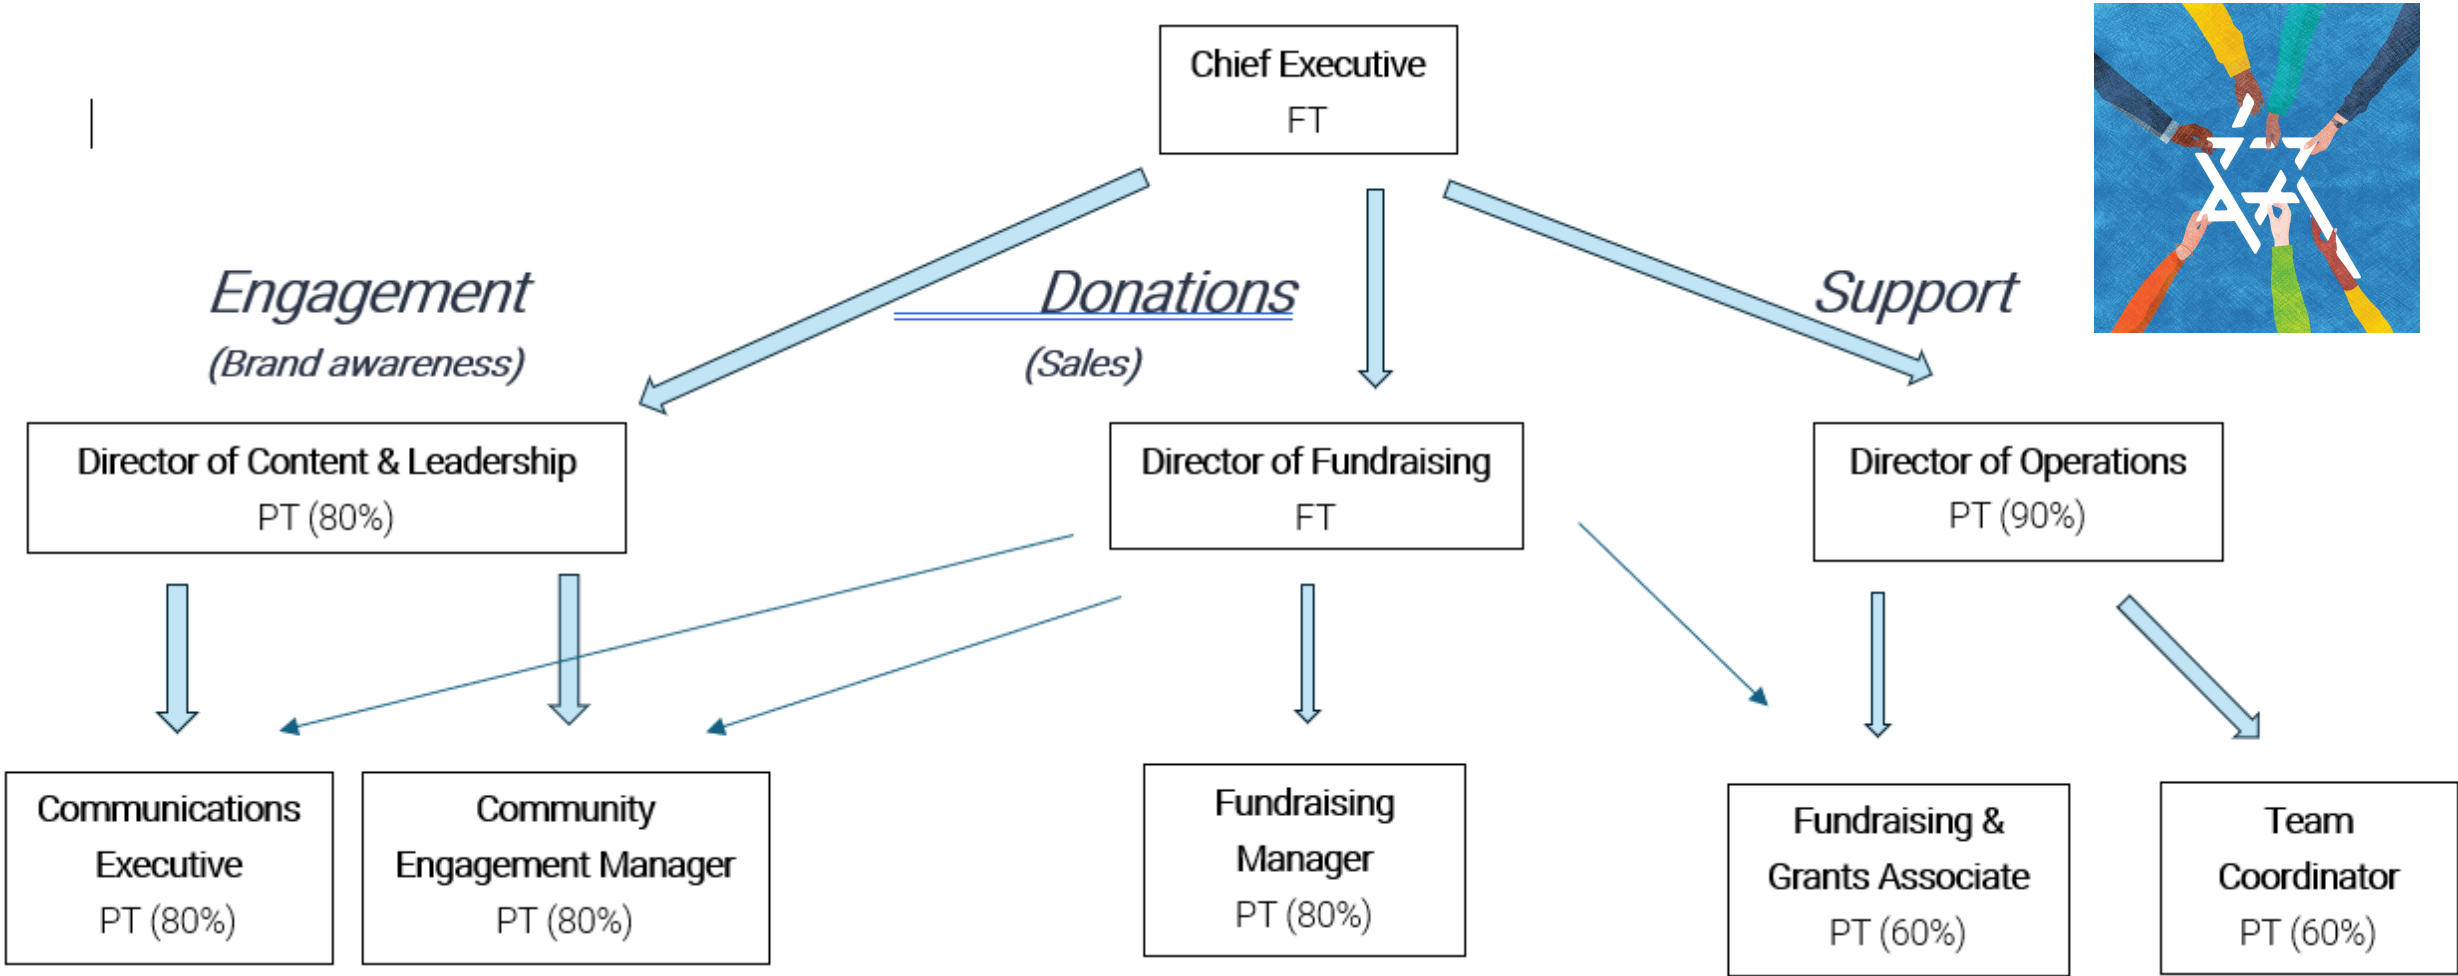 Chief Executive
FT
Engagement
(Brand awareness)
Donations
(Sales)
Support
Director of Content & Leadership
PT (80%)
Director of Fundraising
FT
Director of Operations
PT (90%)
Communications
Executive
PT (80%)
Community
Engagement Manager
PT (80%)
Fundraising
Manager
PT (80%)
Fundraising &
Grants Associate
PT (60%)
Team
Coordinator
PT (60%)